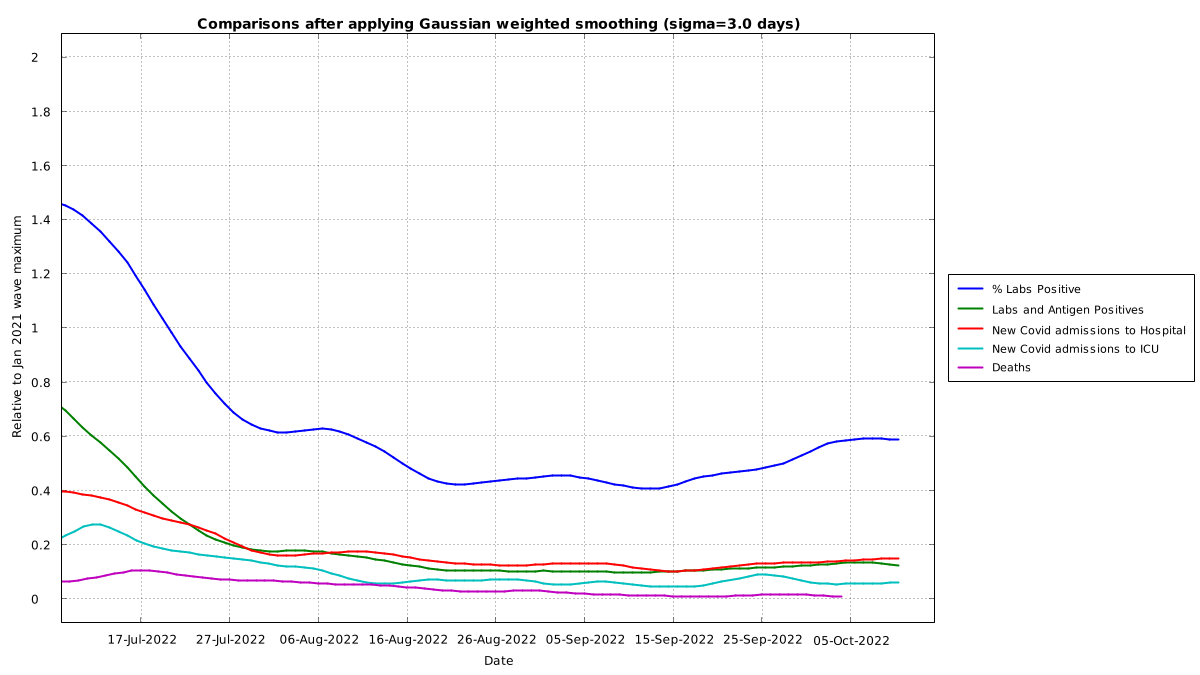 Comparisons after applying Gaussian weighted smoothing (sigma=3.0 days)
Relative to Jan 2021 wave maximum
2
1.8
1.6
1.4
1.2
1
0.8
0.6
0.4
0.2
0
17-Jul-2022 27-Jul-2022 06-Aug-2022 16-Aug-2022 26-Aug-2022 05-Sep-2022 15-Sep-2022 25-Sep-2022 05-Oct-2022
Date
% Labs Positive
Labs and Antigen Positives
New Covid admissions to Hospital
New Covid admissions to ICU
Deaths